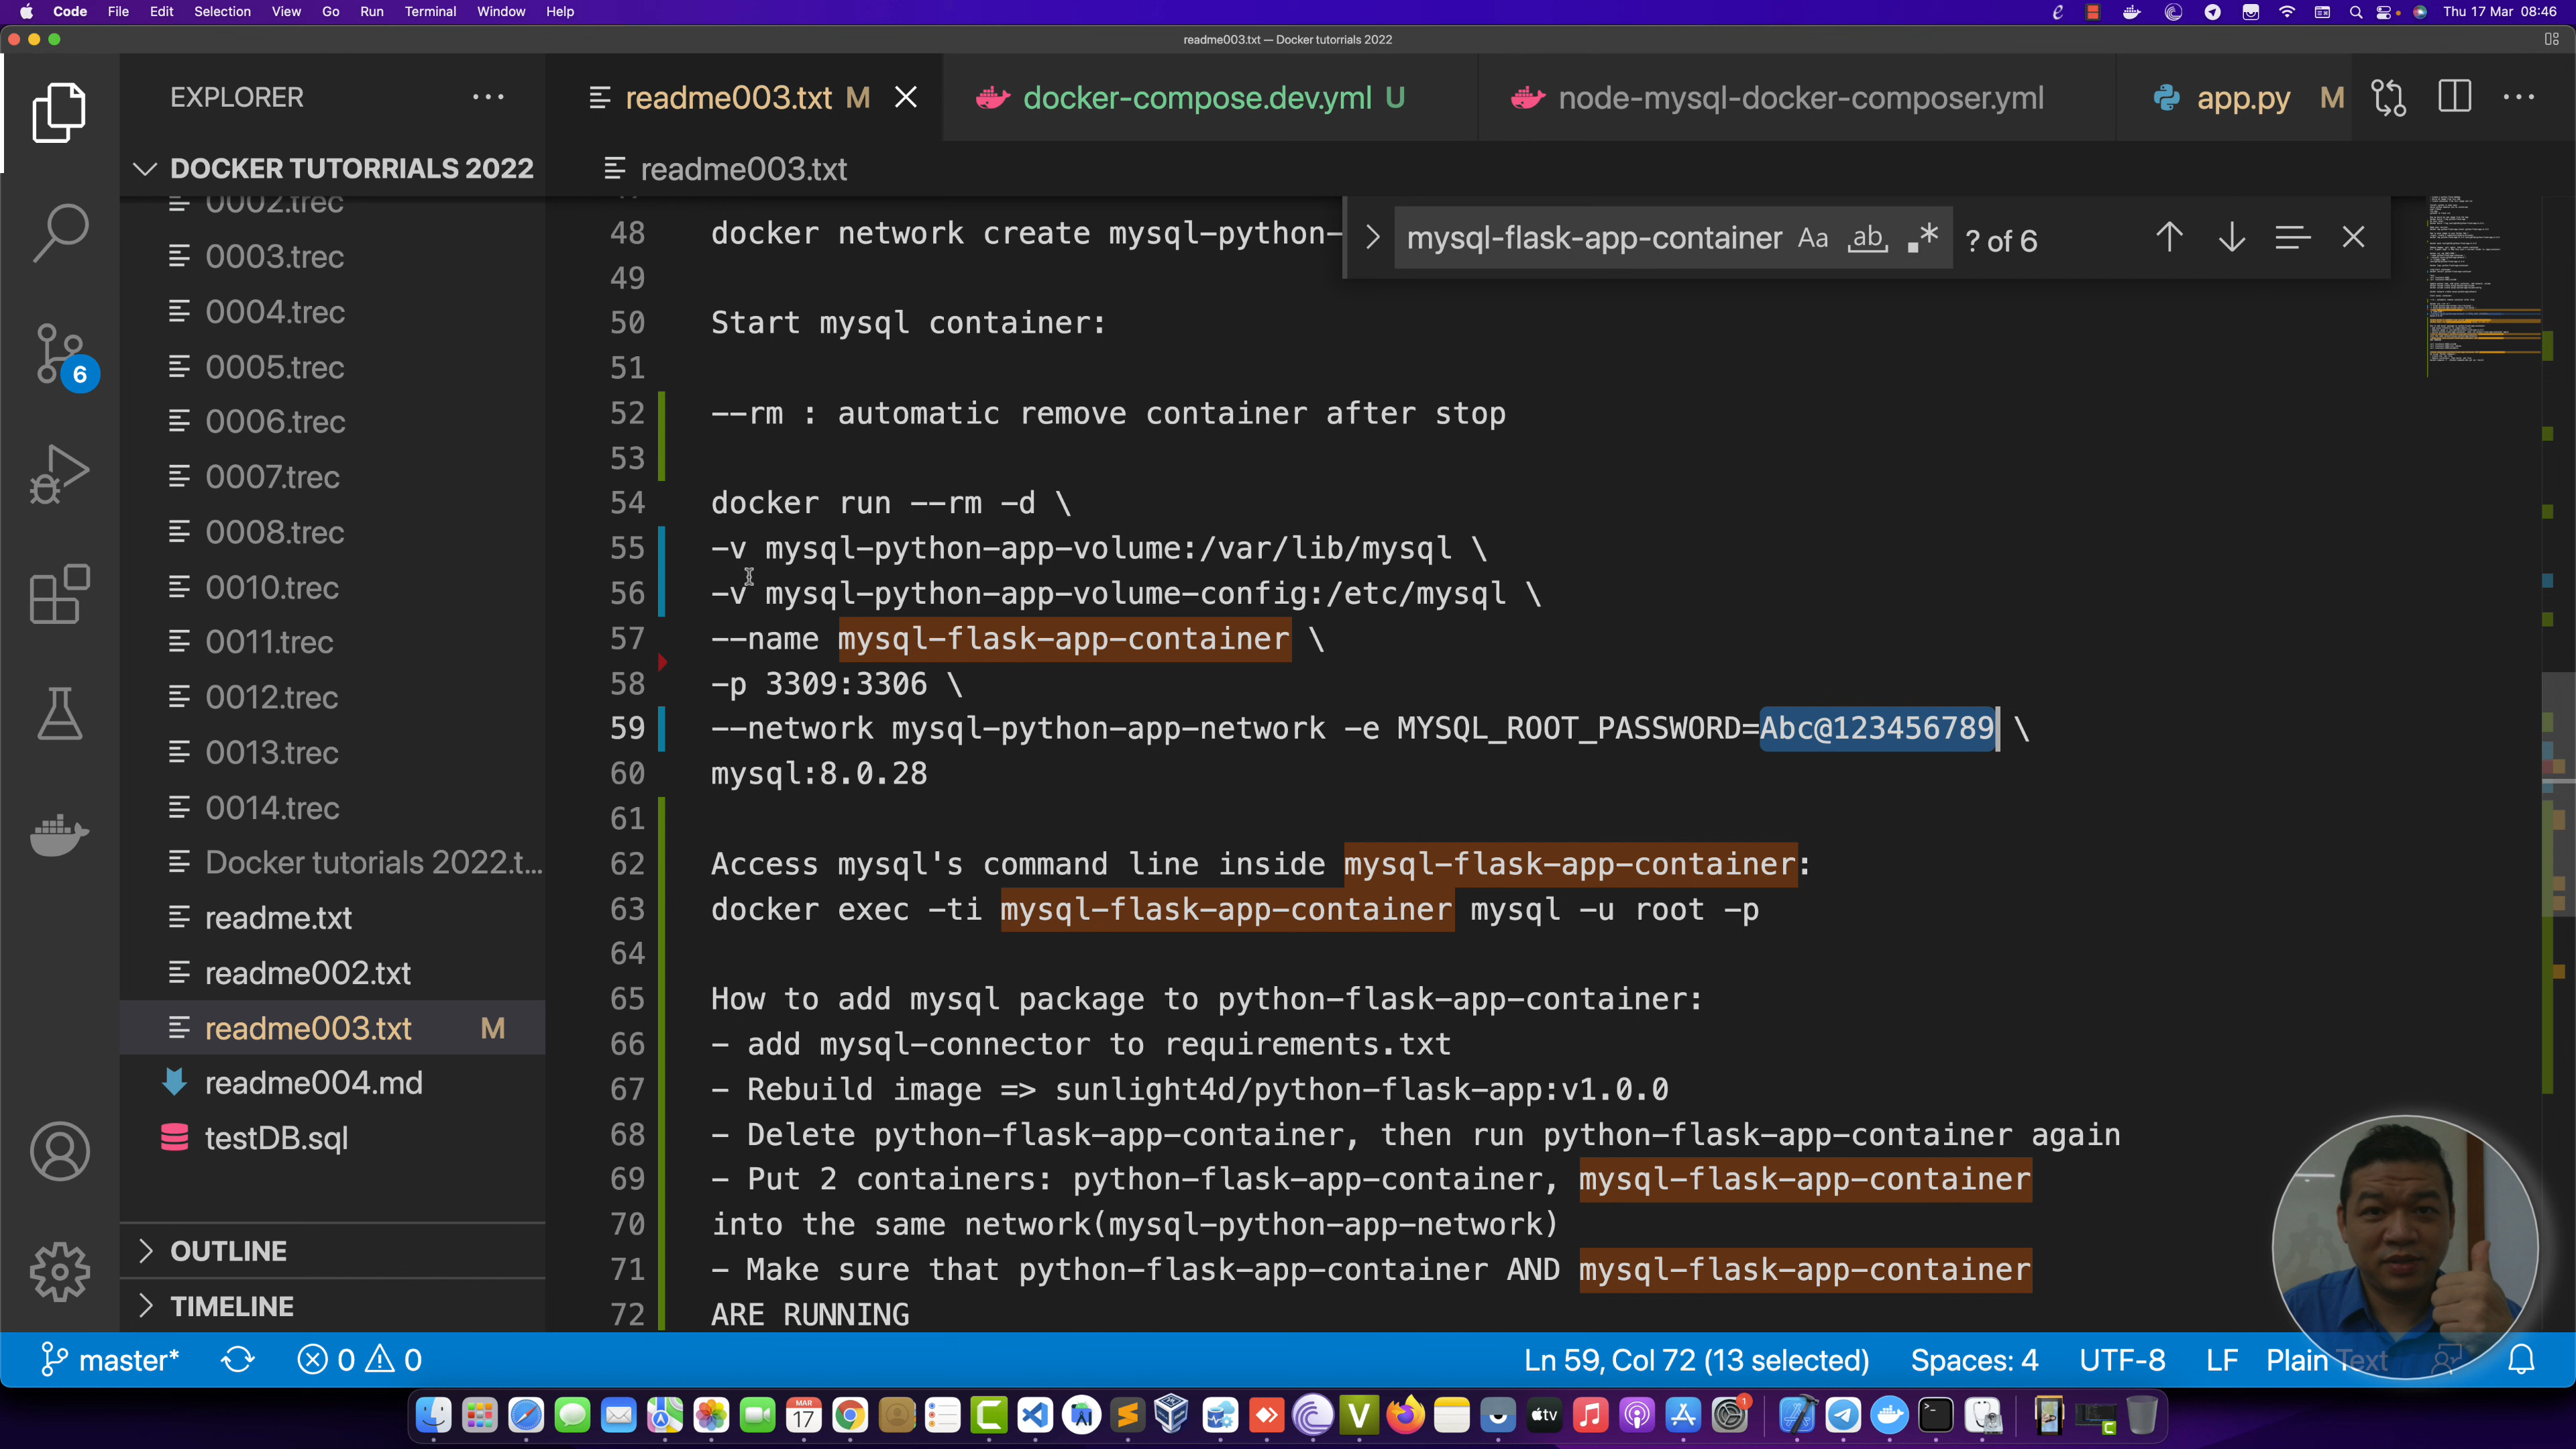 Code File Edit Selection View Go Run Terminal Window Help Thu 17 Mar 08:46
readme003.txt — Docker tutorrials 2022
EXPLORER
readme003.txt M
docker-compose.dev.yml U
node-mysql-docker-composer.yml
app.py M
DOCKER TUTORRIALS 2022
readme003.txt
0002.trec
0003.trec
0004.trec
0005.trec
0006.trec
0007.trec
0008.trec
0010.trec
0011.trec
0012.trec
0013.trec
0014.trec
Docker tutorials 2022.t...
readme.txt
readme002.txt
readme003.txt M
readme004.md
testDB.sql
OUTLINE
TIMELINE
6
mysql-flask-app-container Aa ab .* ? of 6
48 docker network create mysql-python-
49
50 Start mysql container:
51
52 --rm : automatic remove container after stop
53
54 docker run --rm -d \
55 -v mysql-python-app-volume:/var/lib/mysql \
56 -v mysql-python-app-volume-config:/etc/mysql \
57 --name mysql-flask-app-container \
58 -p 3309:3306 \
59 --network mysql-python-app-network -e MYSQL_ROOT_PASSWORD=Abc@123456789 \
60 mysql:8.0.28
61
62 Access mysql's command line inside mysql-flask-app-container:
63 docker exec -ti mysql-flask-app-container mysql -u root -p
64
65 How to add mysql package to python-flask-app-container:
66 - add mysql-connector to requirements.txt
67 - Rebuild image => sunlight4d/python-flask-app:v1.0.0
68 - Delete python-flask-app-container, then run python-flask-app-container again
69 - Put 2 containers: python-flask-app-container, mysql-flask-app-container
70 into the same network(mysql-python-app-network)
71 - Make sure that python-flask-app-container AND mysql-flask-app-container
72 ARE RUNNING
master* 0 0 Ln 59, Col 72 (13 selected) Spaces: 4 UTF-8 LF Plain Text
MAR
17
tv
1